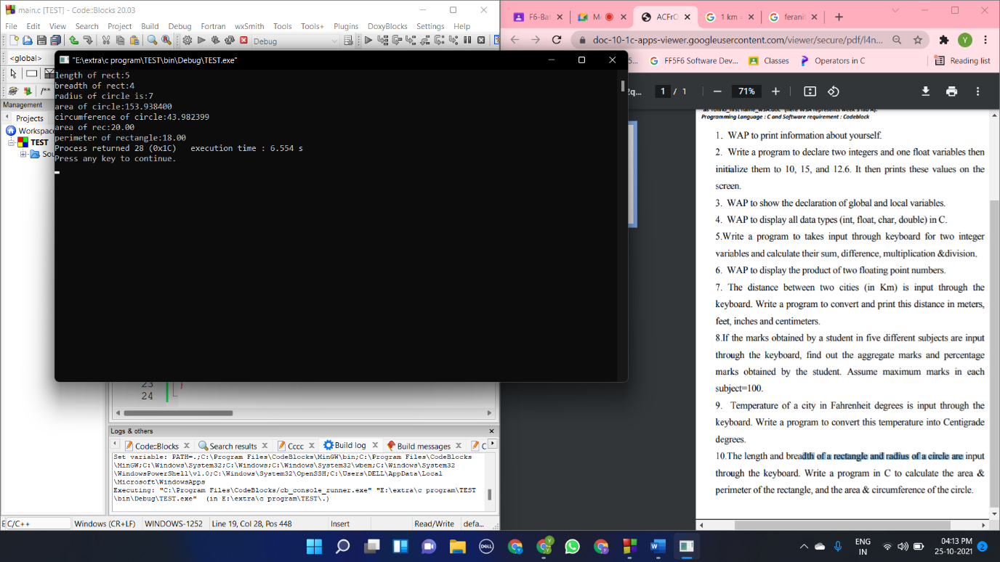 main.c [TEST] - Code::Blocks 20.03
File Edit View Search Project Build Debug Fortran wxSmith Tools Tools+ Plugins DoxyBlocks Settings Help
Debug
<global>
/**
Management
Projects
Workspac
TEST
Sou
"E:\extra\c program\TEST\bin\Debug\TEST.exe"
length of rect:5
breadth of rect:4
radius of circle is:7
area of circle:153.938400
circumference of circle:43.982399
area of rec:20.00
perimeter of rectangle:18.00
Process returned 28 (0x1C) execution time : 6.554 s
Press any key to continue.
23
24
Logs & others
Code::Blocks Search results Cccc Build log Build messages C
Set variable: PATH=.;C:\Program Files\CodeBlocks\MinGW\bin;C:\Program Files\CodeBlocks
\MinGW;C:\Windows\System32;C:\Windows;C:\Windows\System32\wbem;C:\Windows\System32
\WindowsPowerShell\v1.0;C:\Windows\System32\OpenSSH;C:\Users\DELL\AppData\Local
\Microsoft\WindowsApps
Executing: "C:\Program Files\CodeBlocks/cb_console_runner.exe" "E:\extra\c program\TEST
\bin\Debug\TEST.exe" (in E:\extra\c program\TEST\.)
E C/C++ Windows (CR+LF) WINDOWS-1252 Line 19, Col 28, Pos 448 Insert Read/Write defa...
F6-Bat M ACFrO 1 km = feranit
doc-10-1c-apps-viewer.googleusercontent.com/viewer/secure/pdf/l4n...
Y
5... FF5F6 Software Dev... Classes Operators in C Reading list
2q... 1 / 1 71%
Programming Language : C and Software requirement : Codeblock
1. WAP to print information about yourself.
2. Write a program to declare two integers and one float variables then
initialize them to 10, 15, and 12.6. It then prints these values on the
screen.
3. WAP to show the declaration of global and local variables.
4. WAP to display all data types (int, float, char, double) in C.
5.Write a program to takes input through keyboard for two integer
variables and calculate their sum, difference, multiplication &division.
6. WAP to display the product of two floating point numbers.
7. The distance between two cities (in Km) is input through the
keyboard. Write a program to convert and print this distance in meters,
feet, inches and centimeters.
8.If the marks obtained by a student in five different subjects are input
through the keyboard, find out the aggregate marks and percentage
marks obtained by the student. Assume maximum marks in each
subject=100.
9. Temperature of a city in Fahrenheit degrees is input through the
keyboard. Write a program to convert this temperature into Centigrade
degrees.
10.The length and breadth of a rectangle and radius of a circle are input
through the keyboard. Write a program in C to calculate the area &
perimeter of the rectangle, and the area & circumference of the circle.
DELL
ENG
IN
04:13 PM
25-10-2021
2